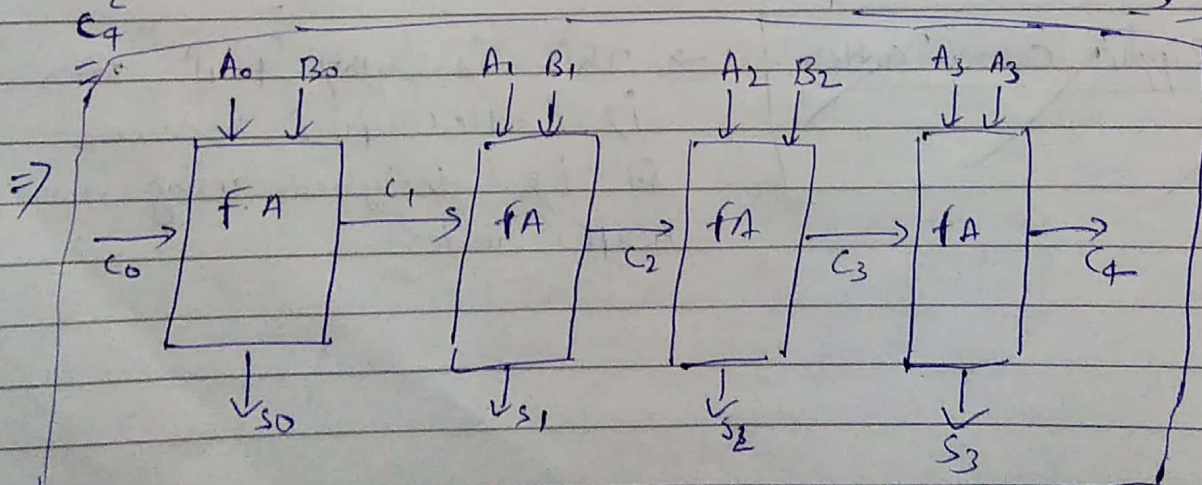 C₄
A₀ B₀ A₁ B₁ A₂ B₂ A₃ A₃
⇒ fA C₁ fA fA fA
C₀ C₂ C₃ C₄
S₀ S₁ S₂ S₃